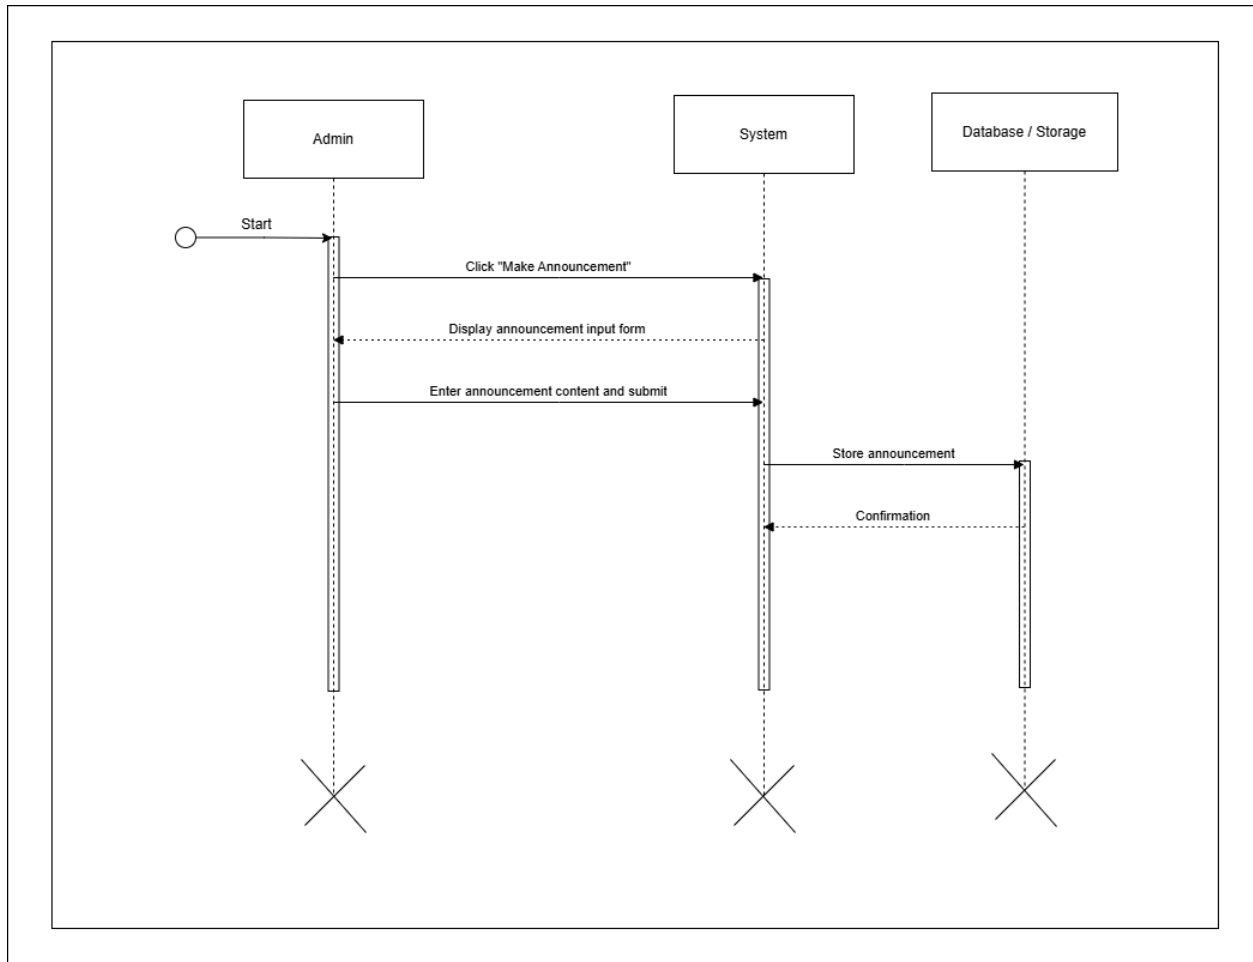 Admin
System
Database / Storage
Start
Click "Make Announcement"
Display announcement input form
Enter announcement content and submit
Store announcement
Confirmation